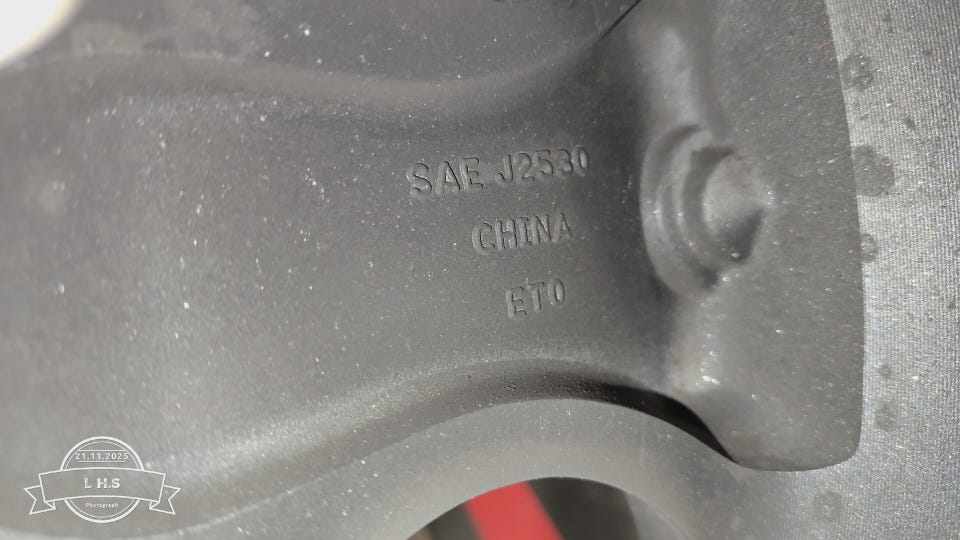 SAE J2530
CHINA
ET0
21.11.2025
L H.S
Photograph